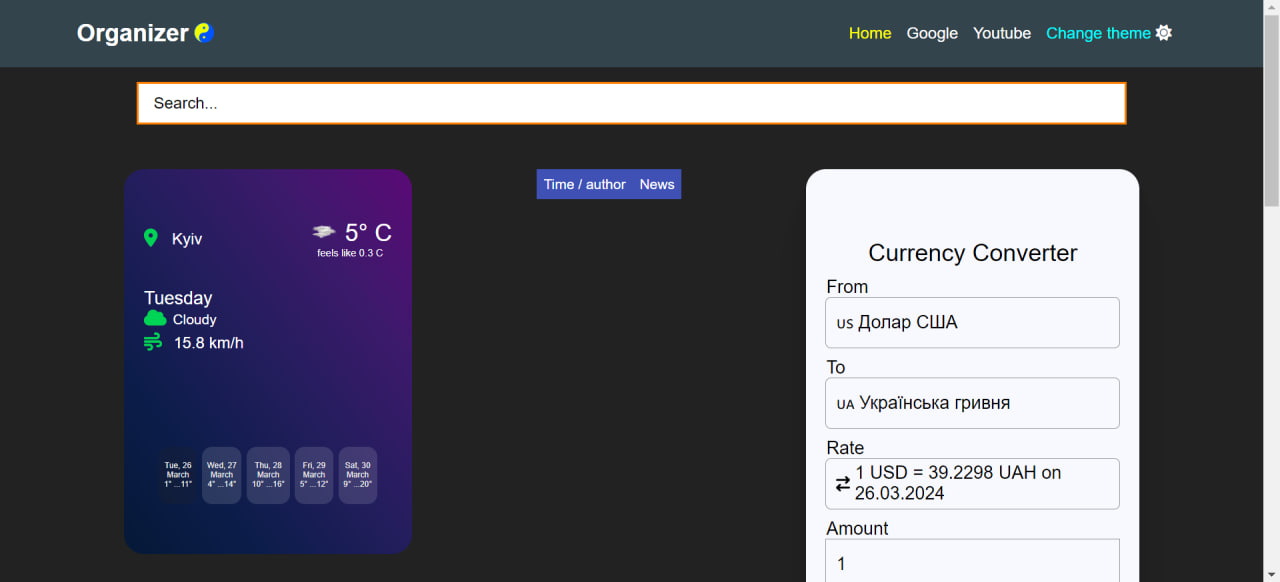 Organizer
Home Google Youtube Change theme
Search...
Kyiv
5° C
feels like 0.3 C
Tuesday
Cloudy
15.8 km/h
Tue, 26
March
1° ...11°
Wed, 27
March
4° ...14°
Thu, 28
March
10° ...16°
Fri, 29
March
5° ...12°
Sat, 30
March
9° ...20°
Time / author News
Currency Converter
From
US Долар США
To
UA Українська гривня
Rate
1 USD = 39.2298 UAH on
26.03.2024
Amount
1